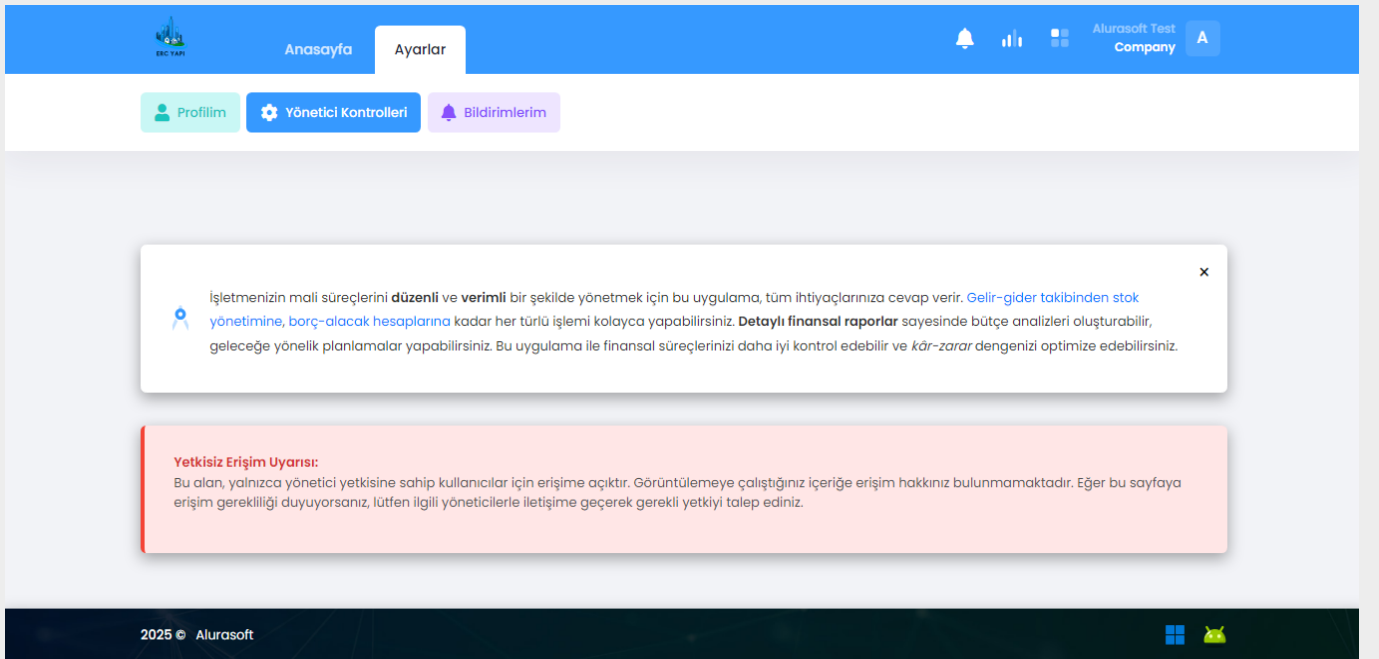 EBC YAPI
Anasayfa
Ayarlar
Alurasoft Test
Company
A
Profilim
Yönetici Kontrolleri
Bildirimlerim
×
İşletmenizin mali süreçlerini düzenli ve verimli bir şekilde yönetmek için bu uygulama, tüm ihtiyaçlarınıza cevap verir. Gelir-gider takibinden stok
yönetimine, borç-alacak hesaplarına kadar her türlü işlemi kolayca yapabilirsiniz. Detaylı finansal raporlar sayesinde bütçe analizleri oluşturabilir,
geleceğe yönelik planlamalar yapabilirsiniz. Bu uygulama ile finansal süreçlerinizi daha iyi kontrol edebilir ve kâr-zarar dengenizi optimize edebilirsiniz.
Yetkisiz Erişim Uyarısı:
Bu alan, yalnızca yönetici yetkisine sahip kullanıcılar için erişime açıktır. Görüntülemeye çalıştığınız içeriğe erişim hakkınız bulunmamaktadır. Eğer bu sayfaya
erişim gerekliliği duyuyorsanız, lütfen ilgili yöneticilerle iletişime geçerek gerekli yetkiyi talep ediniz.
2025 © Alurasoft